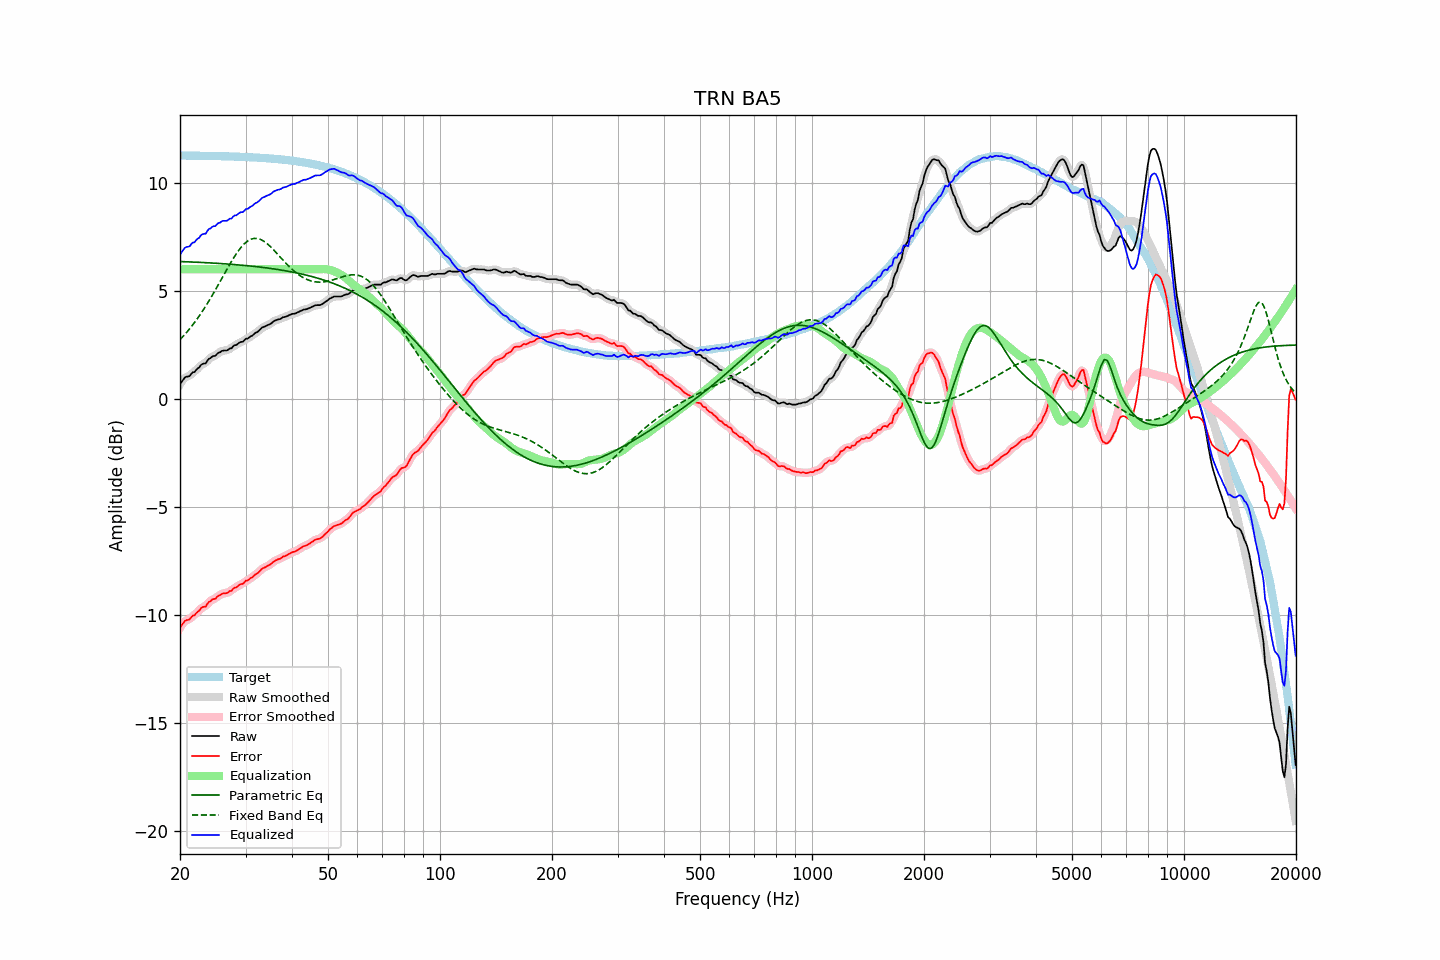 TRN BA5
Amplitude (dBr)
10
5
0
−5
−10
−15
−20
Target
Raw Smoothed
Error Smoothed
Raw
Error
Equalization
Parametric Eq
Fixed Band Eq
Equalized
20 50 100 200 500 1000 2000 5000 10000 20000
Frequency (Hz)